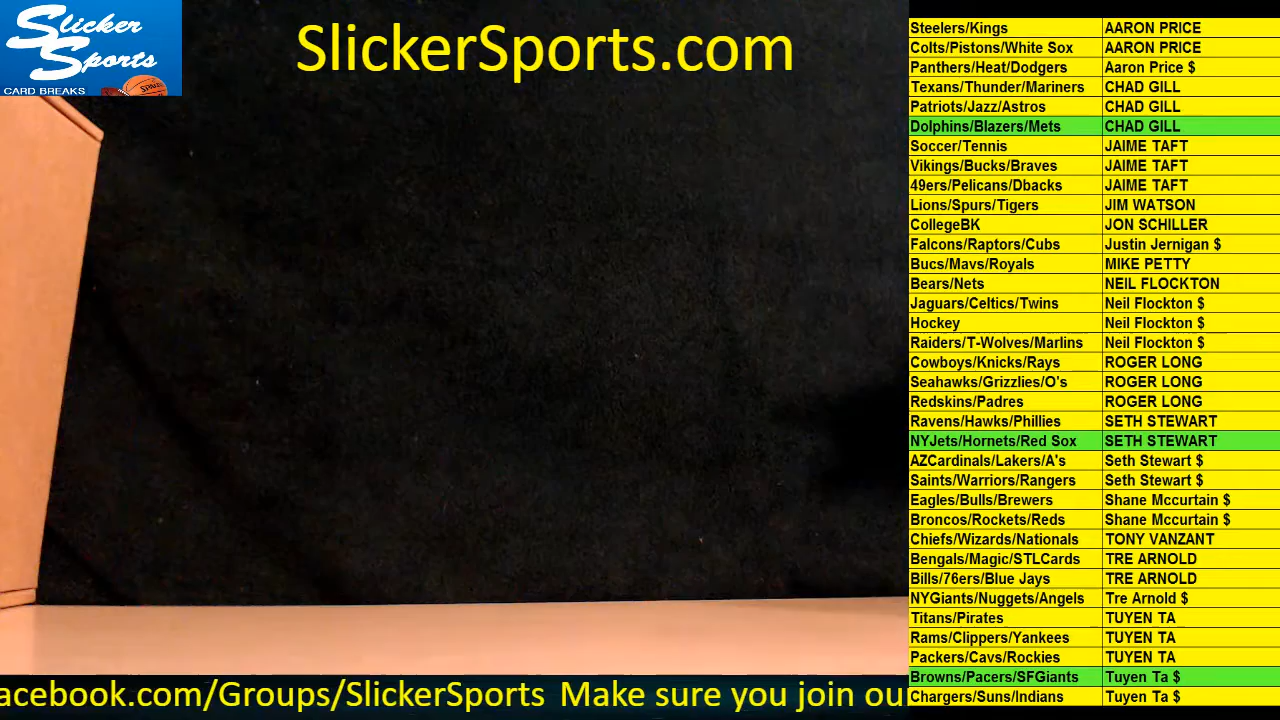 Slicker
Sports
CARD BREAKS
SPALDING
SlickerSports.com
Steelers/Kings AARON PRICE
Colts/Pistons/White Sox AARON PRICE
Panthers/Heat/Dodgers Aaron Price $
Texans/Thunder/Mariners CHAD GILL
Patriots/Jazz/Astros CHAD GILL
Dolphins/Blazers/Mets CHAD GILL
Soccer/Tennis JAIME TAFT
Vikings/Bucks/Braves JAIME TAFT
49ers/Pelicans/Dbacks JAIME TAFT
Lions/Spurs/Tigers JIM WATSON
CollegeBK JON SCHILLER
Falcons/Raptors/Cubs Justin Jernigan $
Bucs/Mavs/Royals MIKE PETTY
Bears/Nets NEIL FLOCKTON
Jaguars/Celtics/Twins Neil Flockton $
Hockey Neil Flockton $
Raiders/T-Wolves/Marlins Neil Flockton $
Cowboys/Knicks/Rays ROGER LONG
Seahawks/Grizzlies/O's ROGER LONG
Redskins/Padres ROGER LONG
Ravens/Hawks/Phillies SETH STEWART
NYJets/Hornets/Red Sox SETH STEWART
AZCardinals/Lakers/A's Seth Stewart $
Saints/Warriors/Rangers Seth Stewart $
Eagles/Bulls/Brewers Shane Mccurtain $
Broncos/Rockets/Reds Shane Mccurtain $
Chiefs/Wizards/Nationals TONY VANZANT
Bengals/Magic/STLCards TRE ARNOLD
Bills/76ers/Blue Jays TRE ARNOLD
NYGiants/Nuggets/Angels Tre Arnold $
Titans/Pirates TUYEN TA
Rams/Clippers/Yankees TUYEN TA
Packers/Cavs/Rockies TUYEN TA
Browns/Pacers/SFGiants Tuyen Ta $
Chargers/Suns/Indians Tuyen Ta $
acebook.com/Groups/SlickerSports Make sure you join our